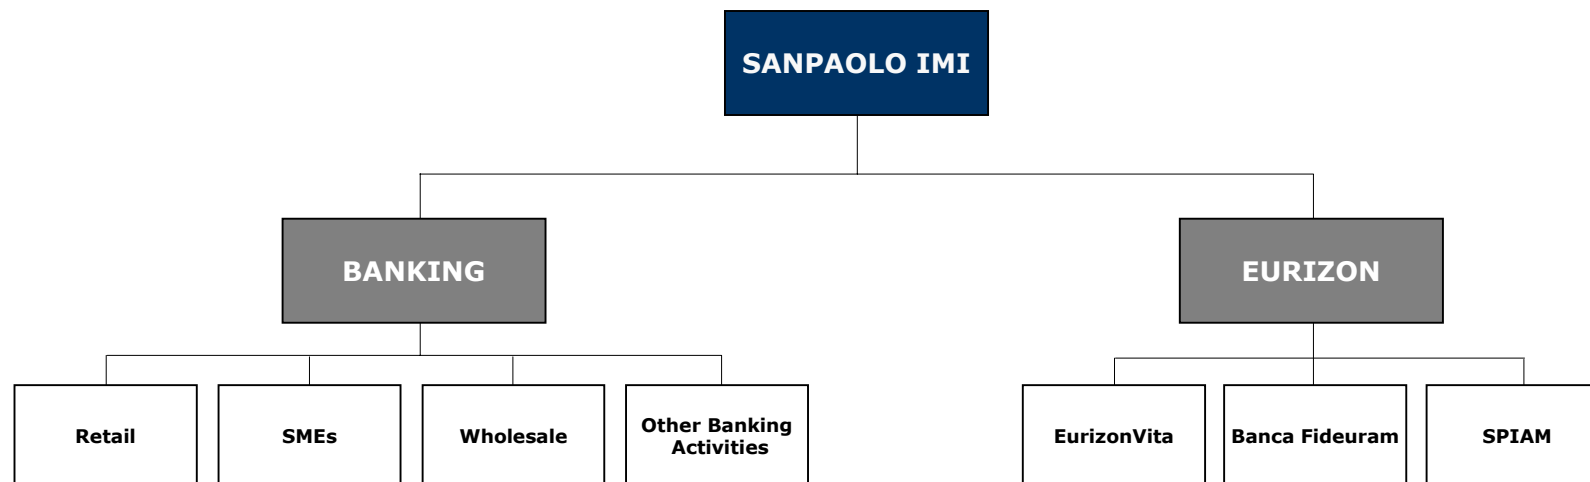 SANPAOLO IMI
BANKING
EURIZON
Retail
SMEs
Wholesale
Other Banking
Activities
EurizonVita
Banca Fideuram
SPIAM